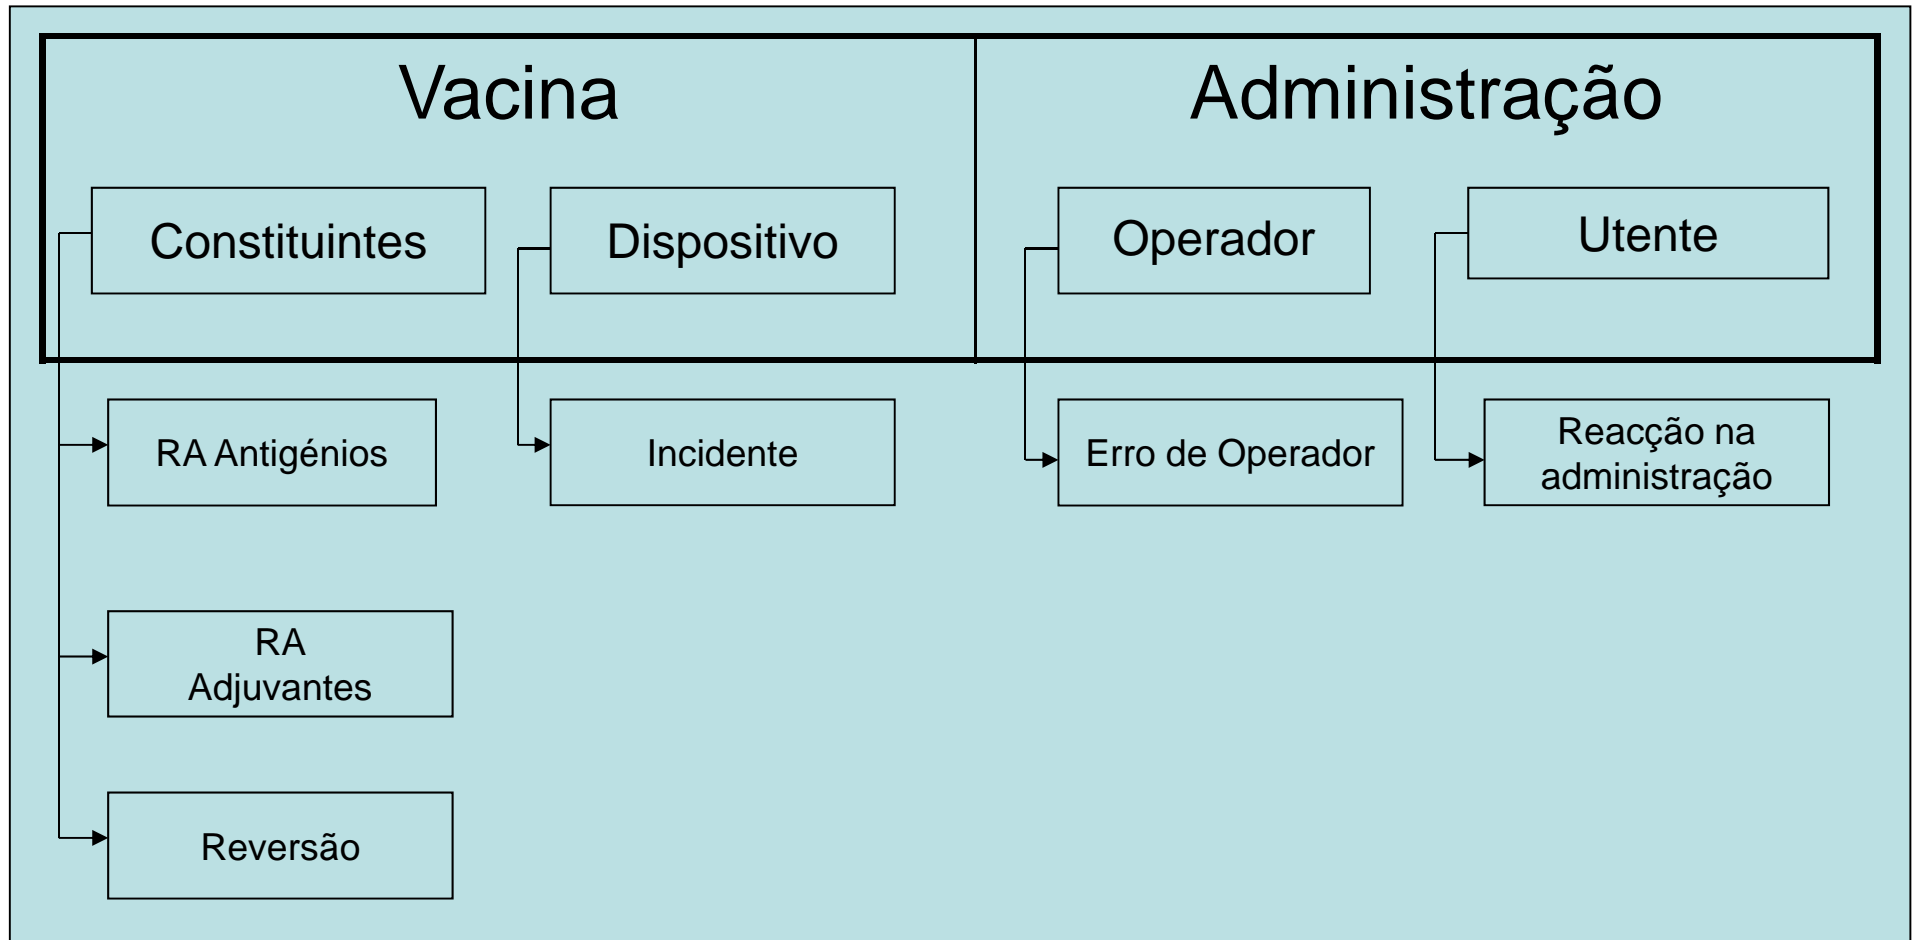 Vacina
Administração
Constituintes
Dispositivo
Operador
Utente
RA Antigénios
Incidente
Erro de Operador
Reacção na
administração
RA
Adjuvantes
Reversão